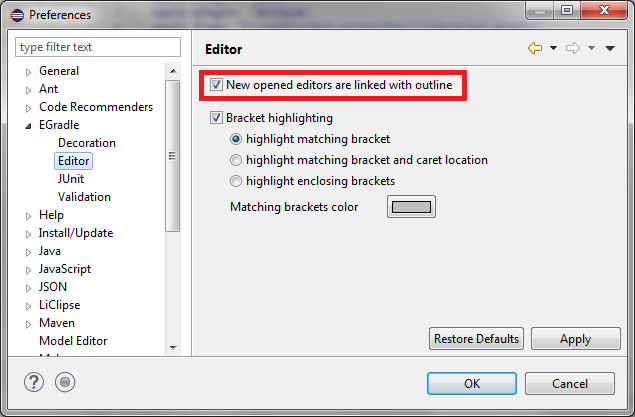 Preferences
type filter text
General
Ant
Code Recommenders
EGradle
Decoration
Editor
JUnit
Validation
Help
Install/Update
Java
JavaScript
JSON
LiClipse
Maven
Model Editor
Editor
New opened editors are linked with outline
Bracket highlighting
highlight matching bracket
highlight matching bracket and caret location
highlight enclosing brackets
Matching brackets color
Restore Defaults
Apply
?
OK
Cancel